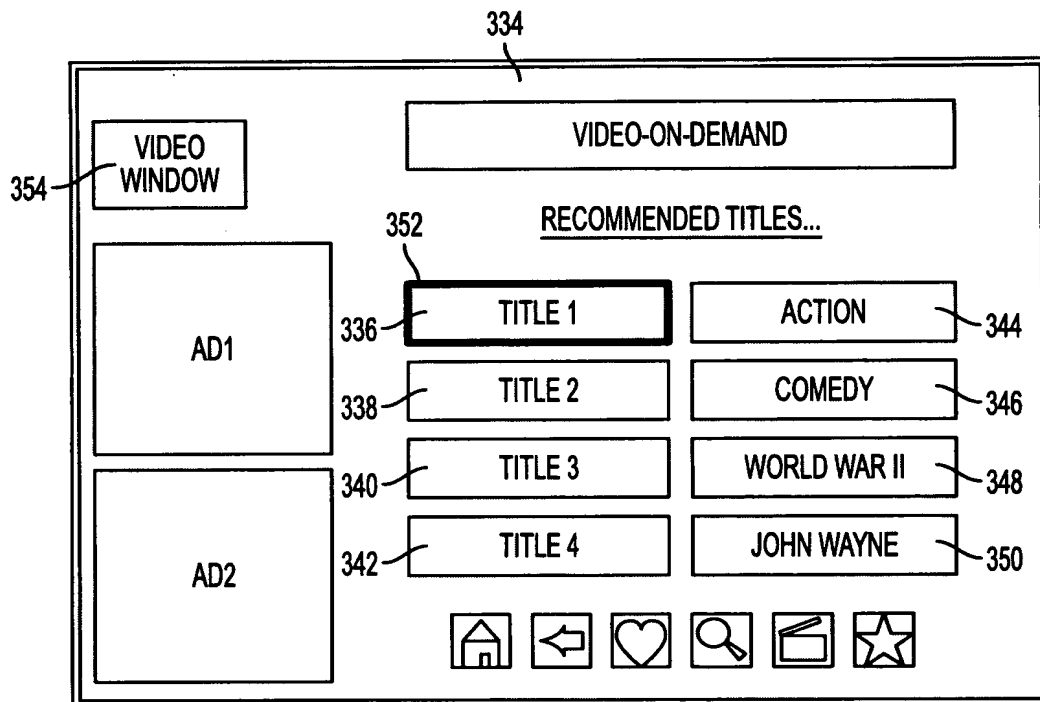 334
VIDEO-ON-DEMAND
VIDEO
WINDOW
354
RECOMMENDED TITLES...
352
336
TITLE 1
ACTION
344
AD1
338
TITLE 2
COMEDY
346
340
TITLE 3
WORLD WAR II
348
342
TITLE 4
JOHN WAYNE
350
AD2